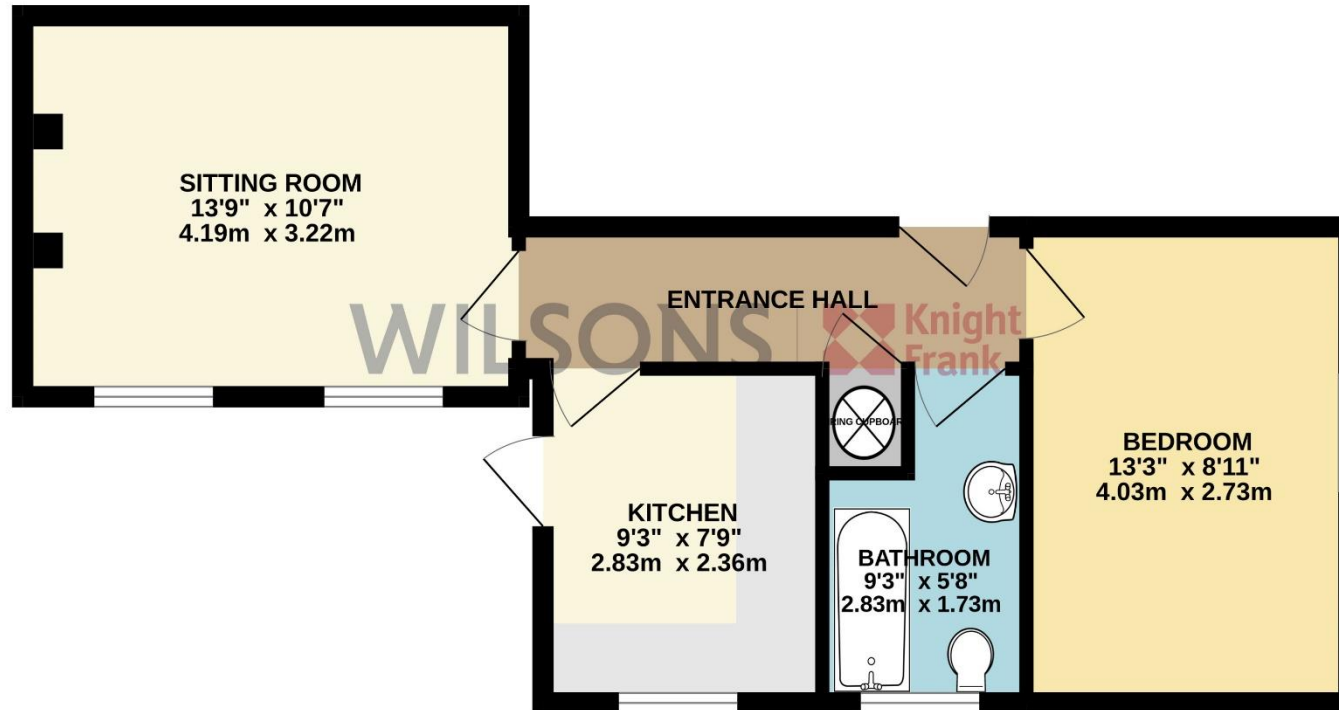 SITTING ROOM
13'9" x 10'7"
4.19m x 3.22m
ENTRANCE HALL
WILSONS
Knight
Frank
RING CUPBOAR
BEDROOM
13'3" x 8'11"
4.03m x 2.73m
KITCHEN
9'3" x 7'9"
2.83m x 2.36m
BATHROOM
9'3" x 5'8"
2.83m x 1.73m